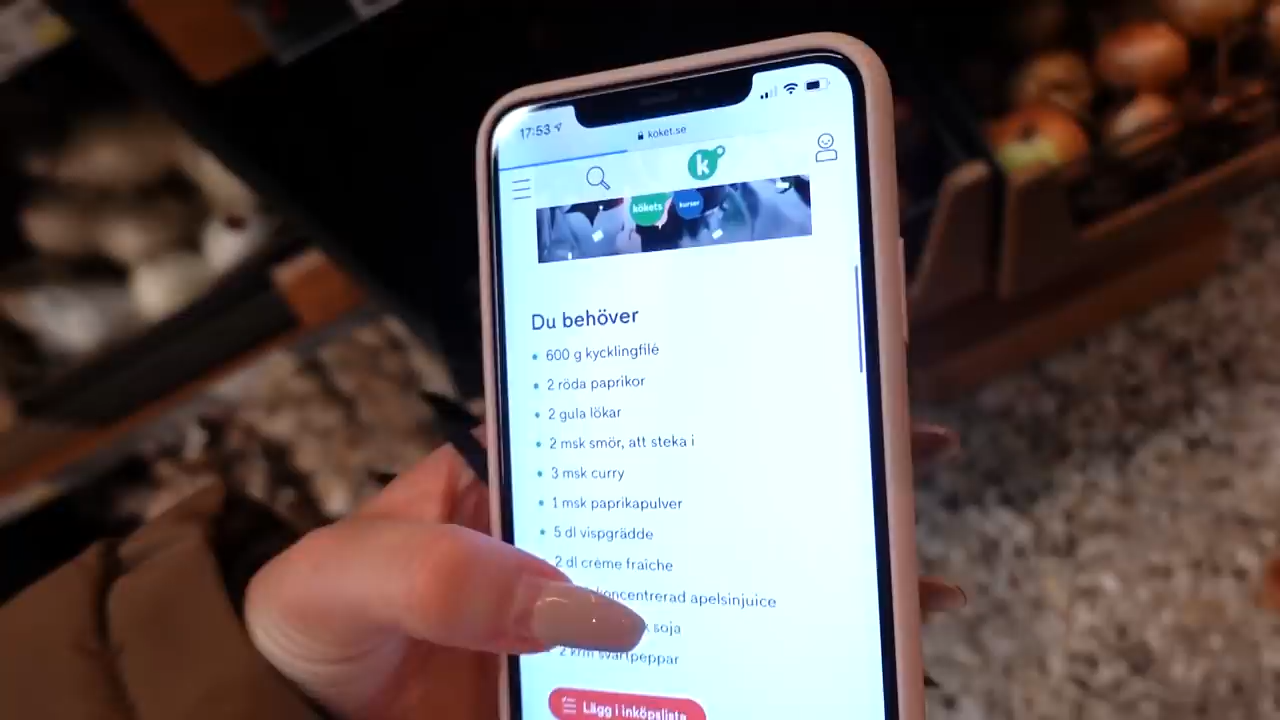 17:53
koket.se
k
kökets
kurser
Du behöver
600 g kycklingfilé
2 röda paprikor
2 gula lökar
2 msk smör, att steka i
3 msk curry
1 msk paprikapulver
5 dl vispgrädde
2 dl crème fraiche
koncentrerad apelsinjuice
soja
2 krm svartpeppar
Lägg i inköpslista